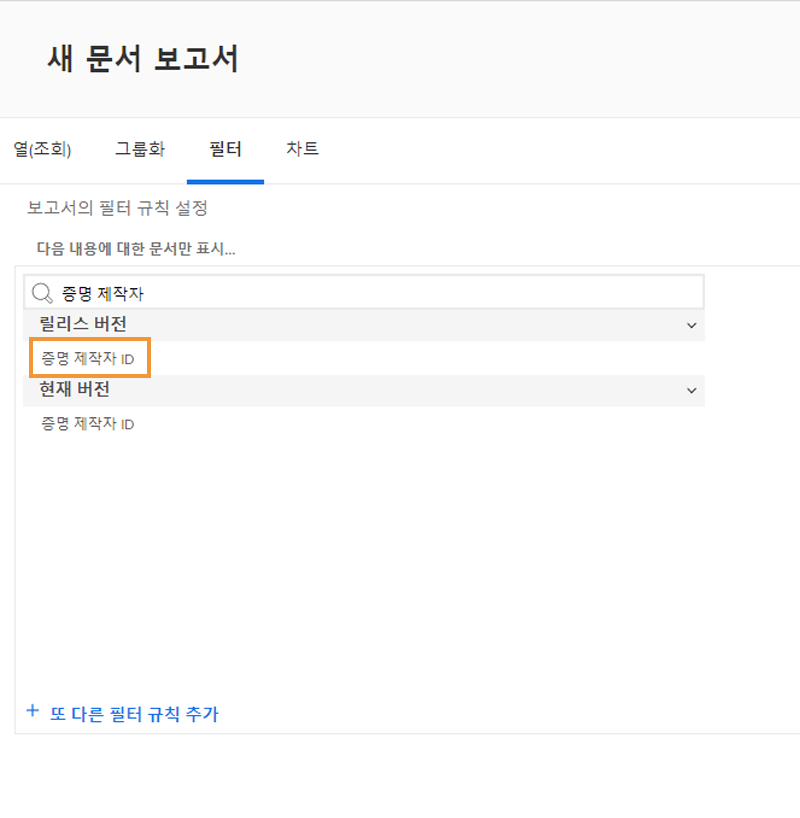 새 문서 보고서
열(조회) 그룹화 필터 차트
보고서의 필터 규칙 설정
다음 내용에 대한 문서만 표시...
증명 제작자
릴리스 버전
증명 제작자 ID
현재 버전
증명 제작자 ID
+ 또 다른 필터 규칙 추가